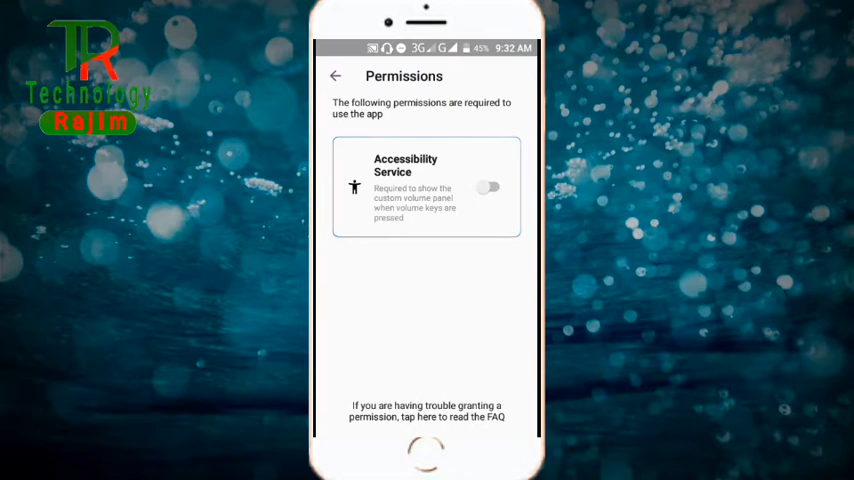 TR
Technology
Rajim
3G G 45% 9:32 AM
Permissions
The following permissions are required to
use the app
Accessibility
Service
Required to show the
custom volume panel
when volume keys are
pressed
If you are having trouble granting a
permission, tap here to read the FAQ